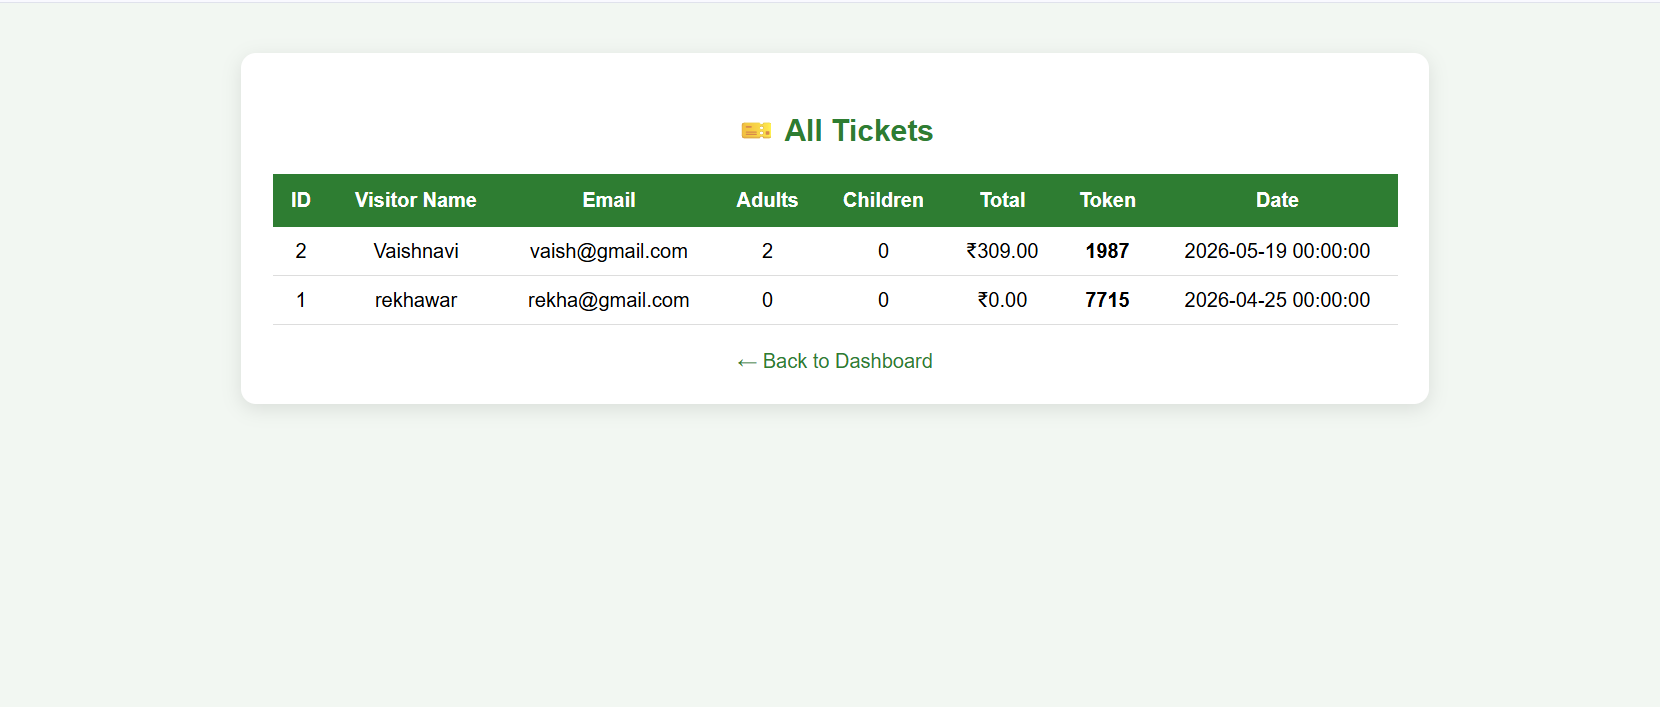 🎫 All Tickets
ID Visitor Name Email Adults Children Total Token Date
2 Vaishnavi vaish@gmail.com 2 0 ₹309.00 1987 2026-05-19 00:00:00
1 rekhawar rekha@gmail.com 0 0 ₹0.00 7715 2026-04-25 00:00:00
← Back to Dashboard